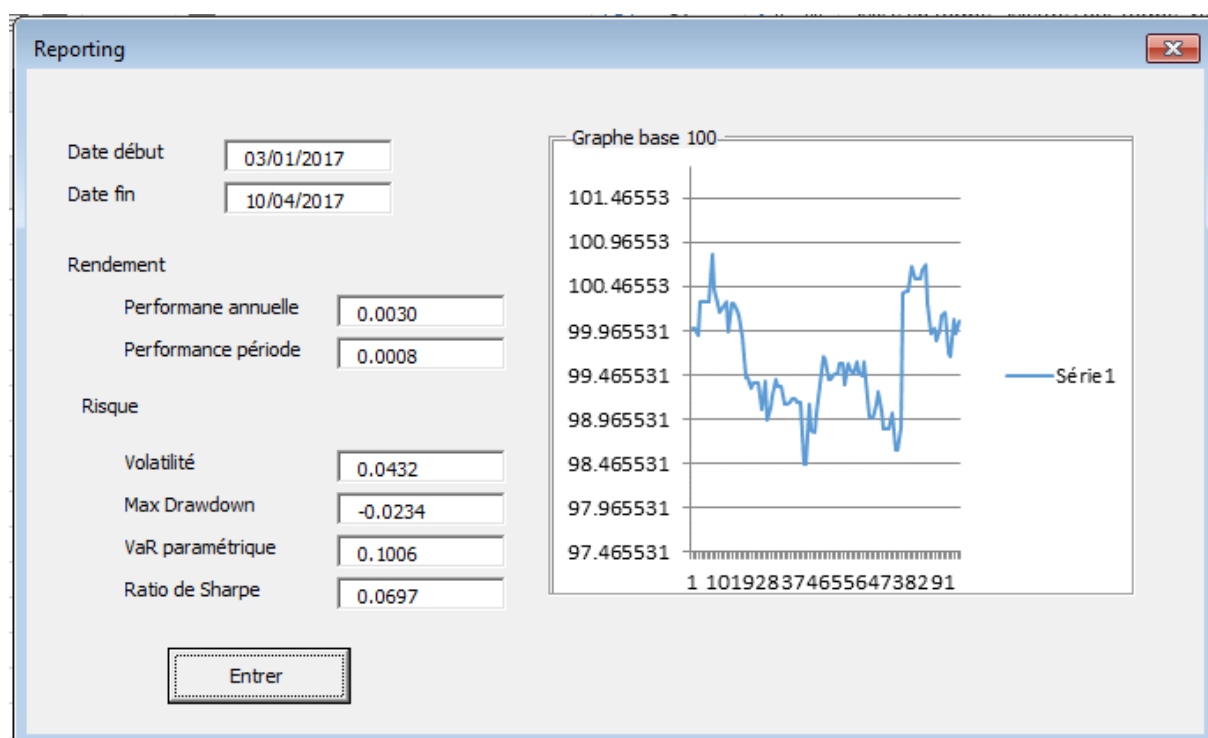 Reporting
Date début 03/01/2017
Date fin 10/04/2017
Rendement
Performane annuelle 0.0030
Performance période 0.0008
Risque
Volatilité 0.0432
Max Drawdown -0.0234
VaR paramétrique 0.1006
Ratio de Sharpe 0.0697
Entrer
Graphe base 100
101.46553
100.96553
100.46553
99.965531
99.465531
98.965531
98.465531
97.965531
97.465531
1 101928374655647382 91
Série1